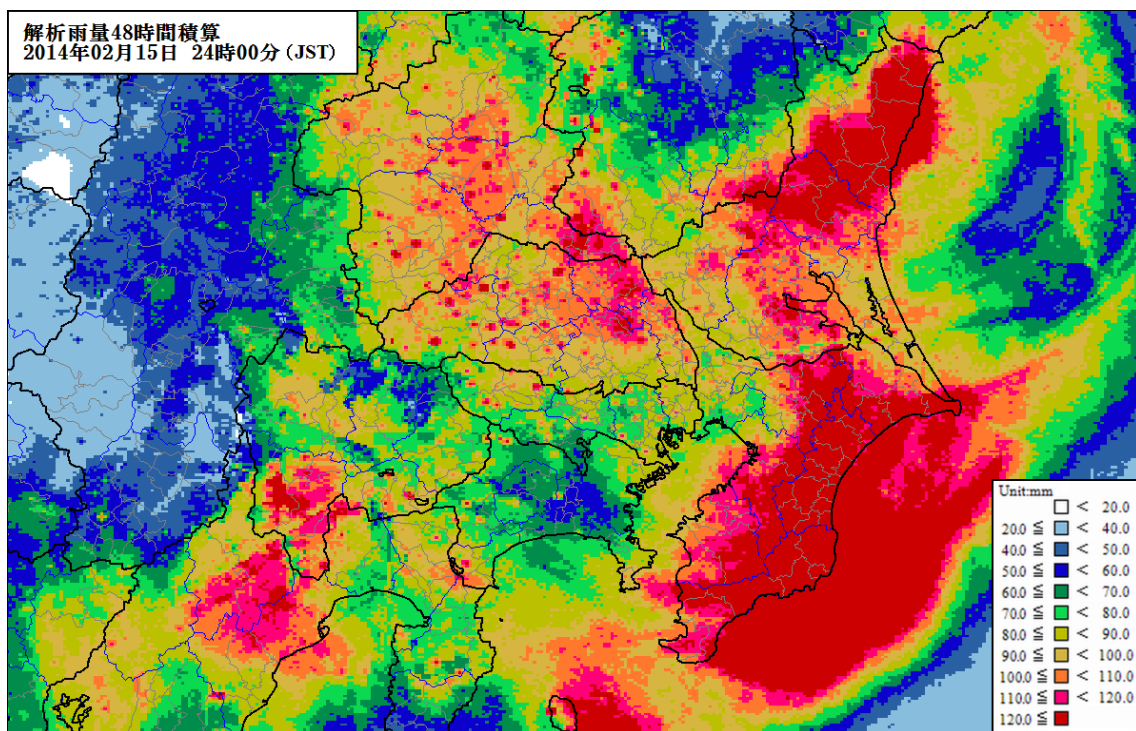 解析雨量48時間積算
2014年02月15日 24時00分 (JST)
Unit:mm
< 20.0
20.0 ≦ < 40.0
40.0 ≦ < 50.0
50.0 ≦ < 60.0
60.0 ≦ < 70.0
70.0 ≦ < 80.0
80.0 ≦ < 90.0
90.0 ≦ < 100.0
100.0 ≦ < 110.0
110.0 ≦ < 120.0
120.0 ≦